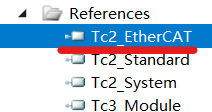 References
Tc2_EtherCAT
Tc2_Standard
Tc2_System
Tc3_Module